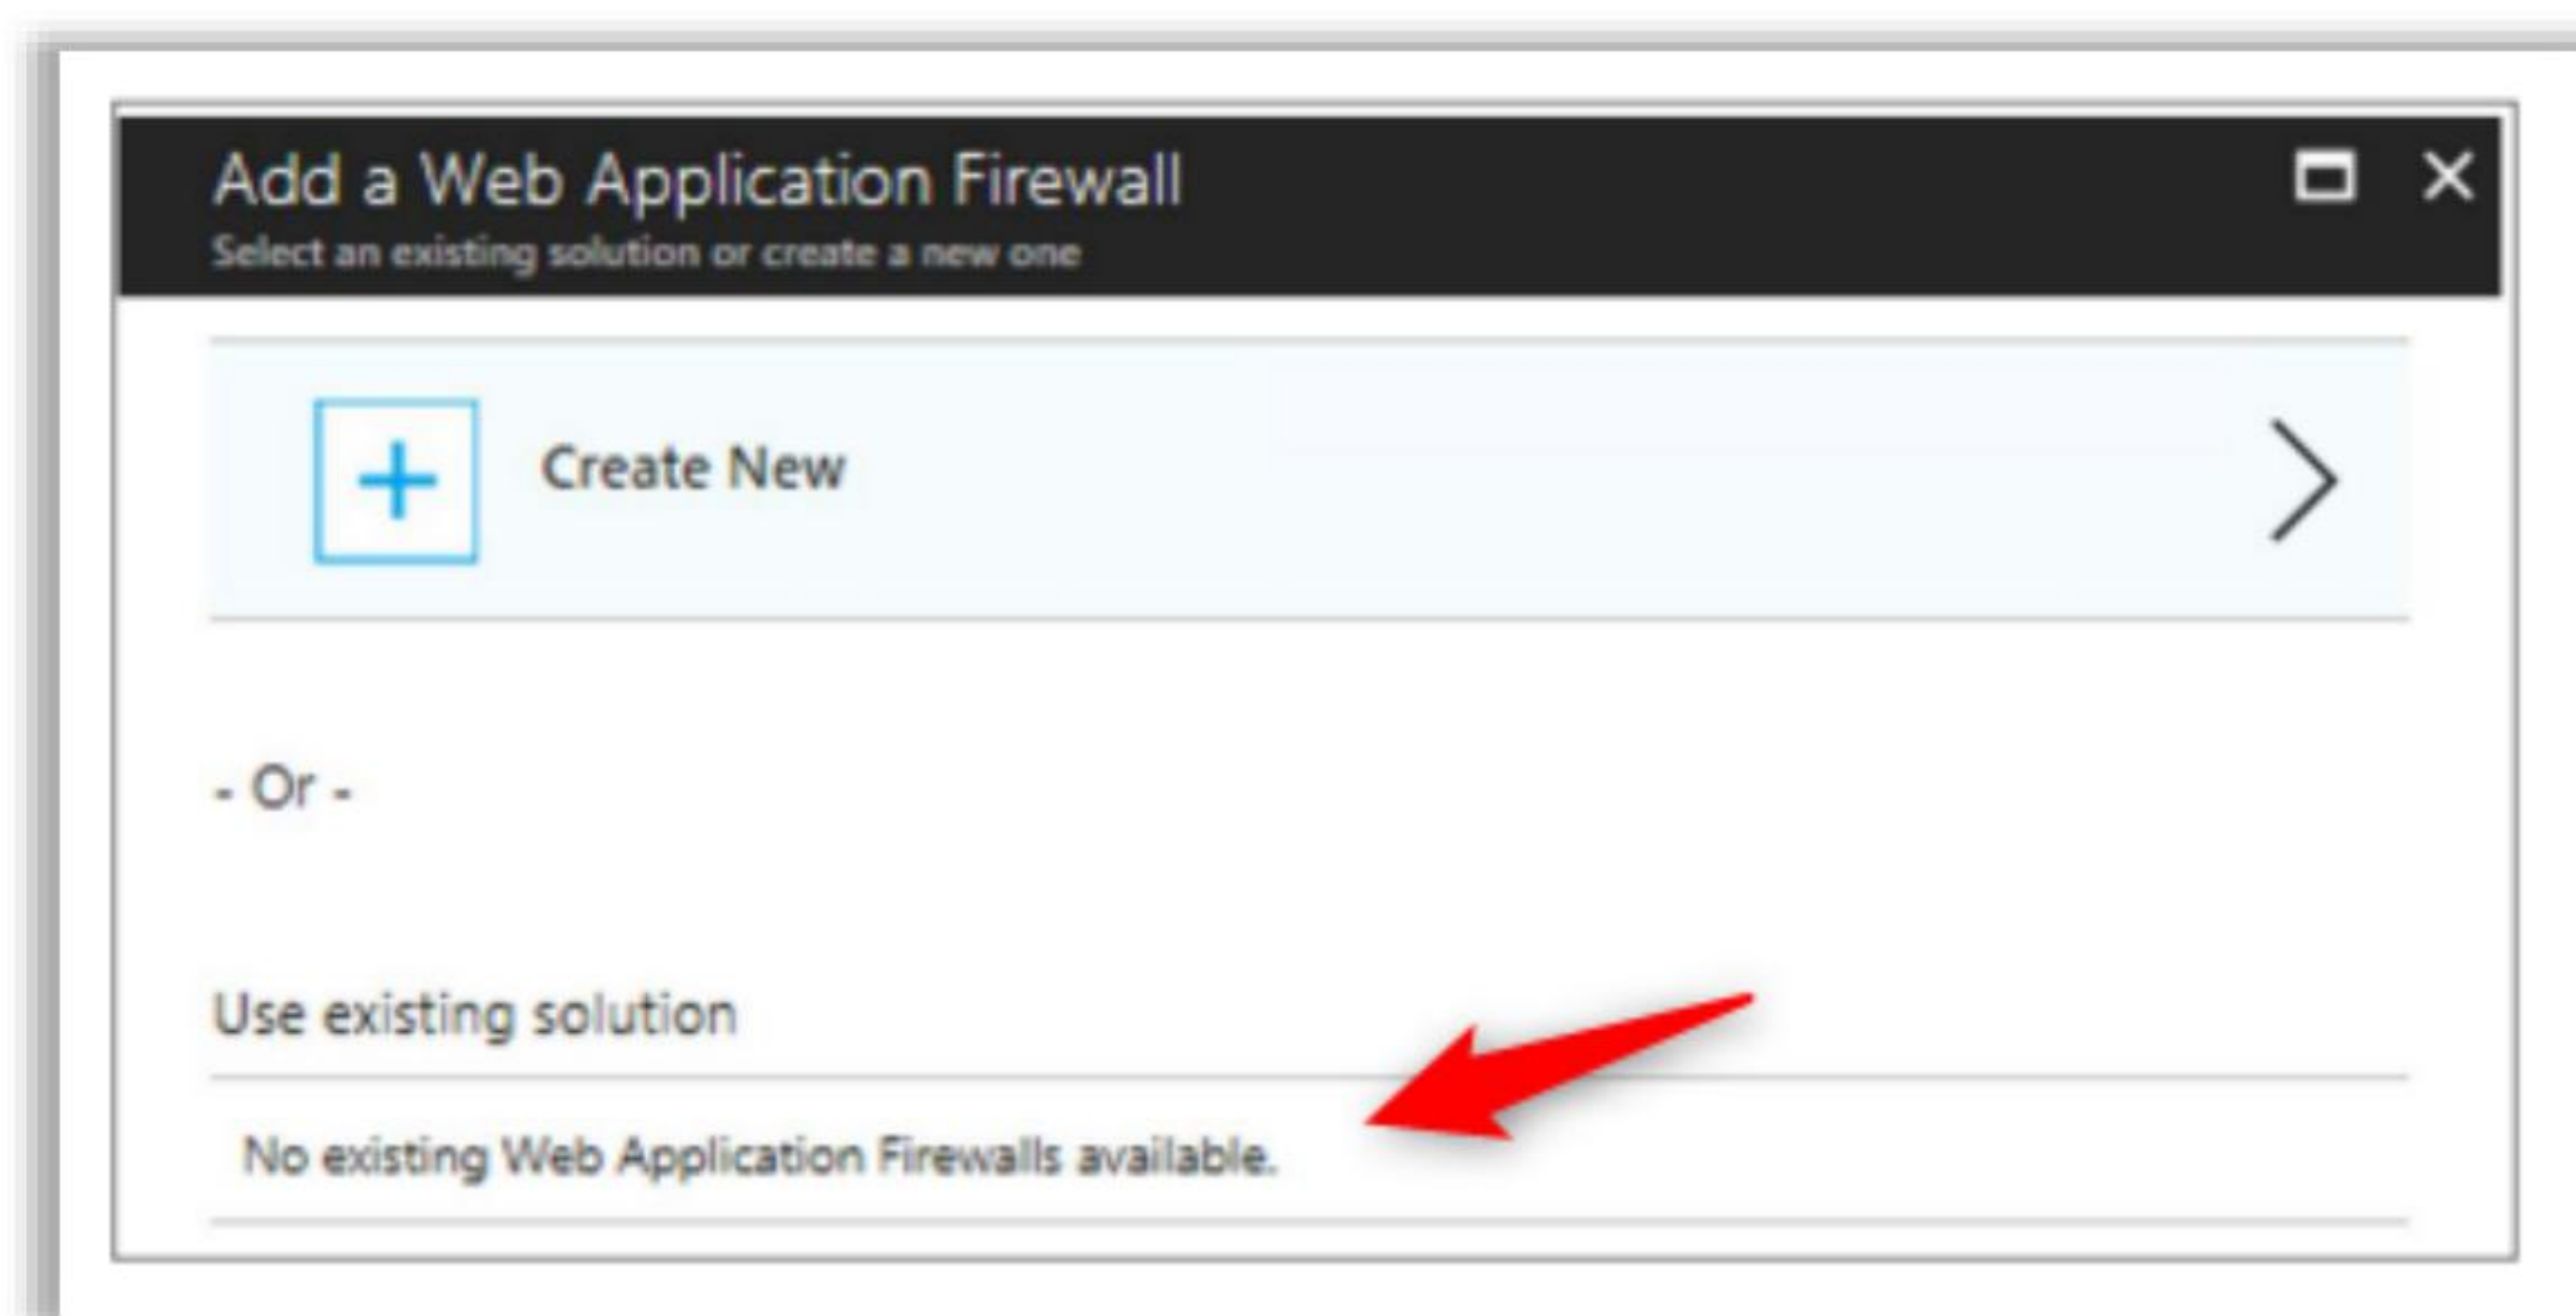 Add a Web Application Firewall
Select an existing solution or create a new one
Create New
- Or -
Use existing solution
No existing Web Application Firewalls available.